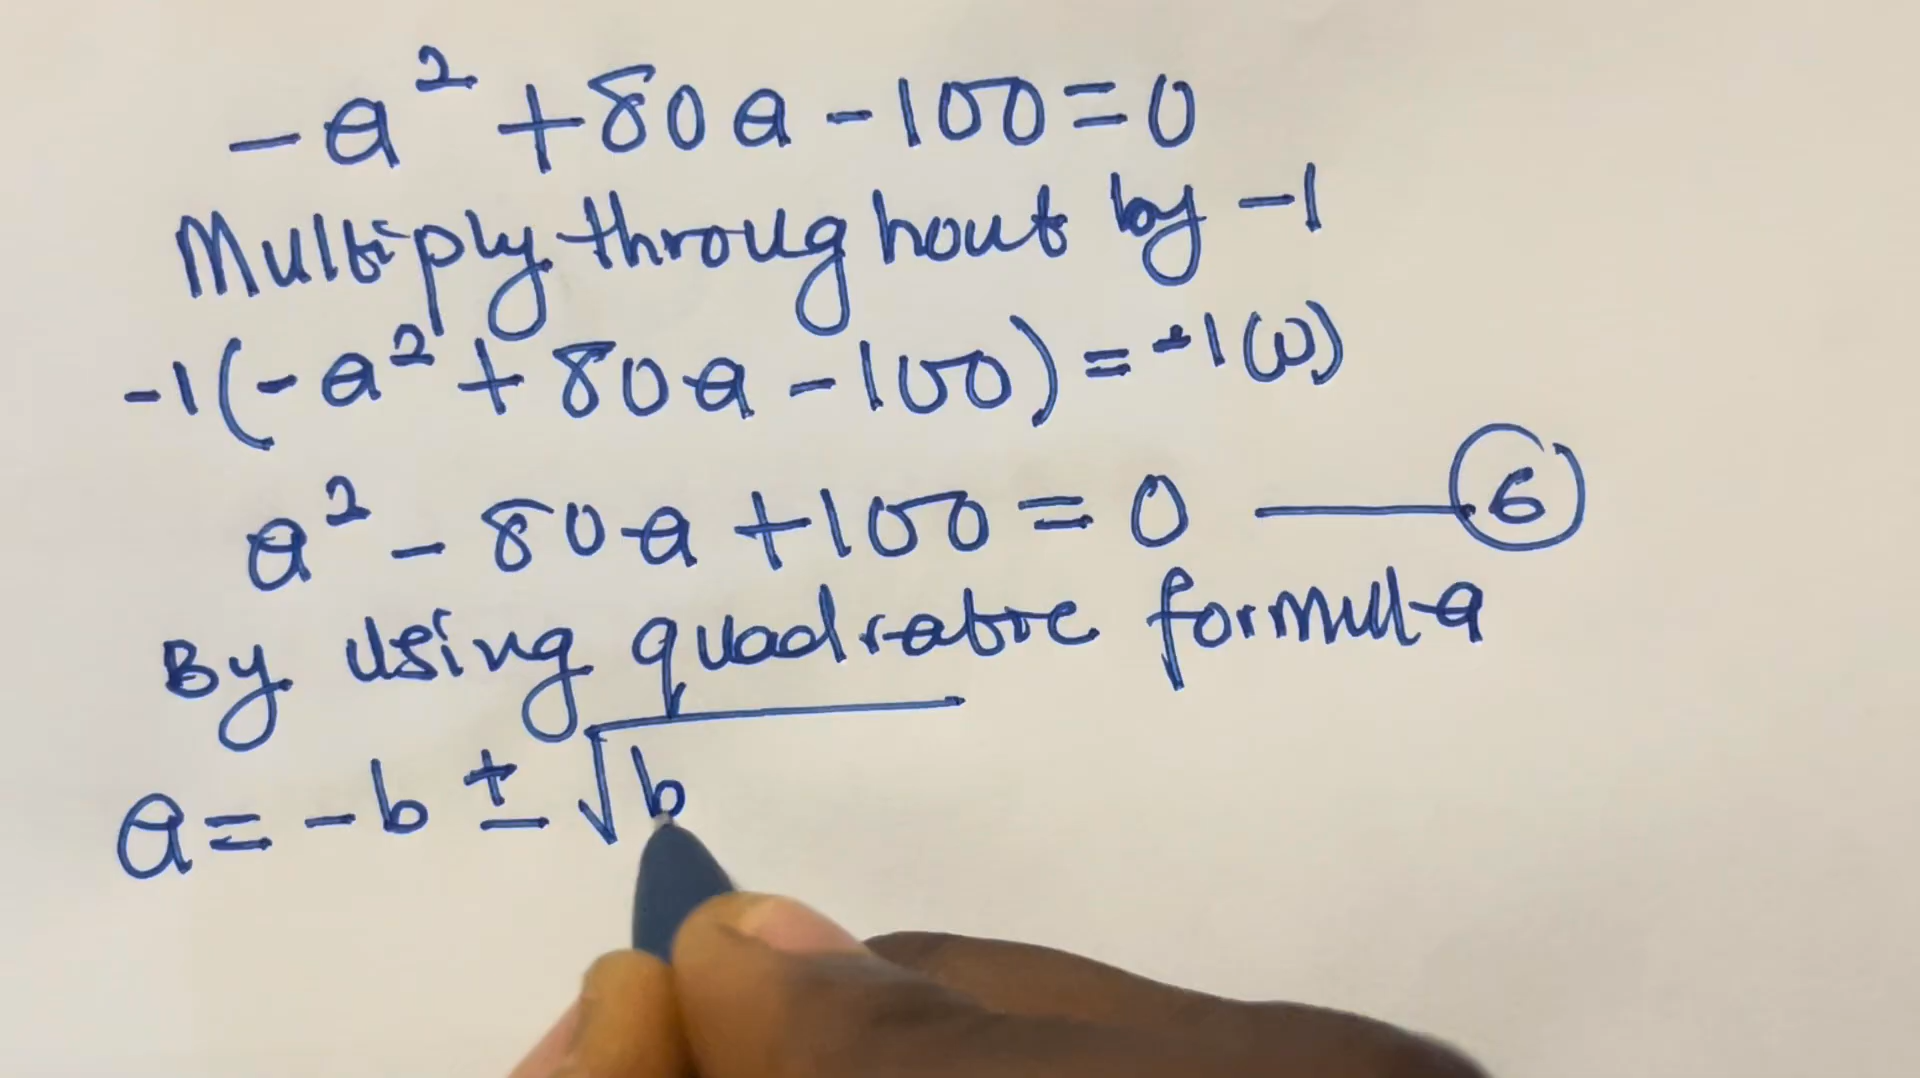 -a² + 80a - 100 = 0
Multiply throughout by -1
-1(-a² + 80a - 100) = -1(0)
a² - 80a + 100 = 0 —— 6
By using quadratic formula
a = -b ± √b